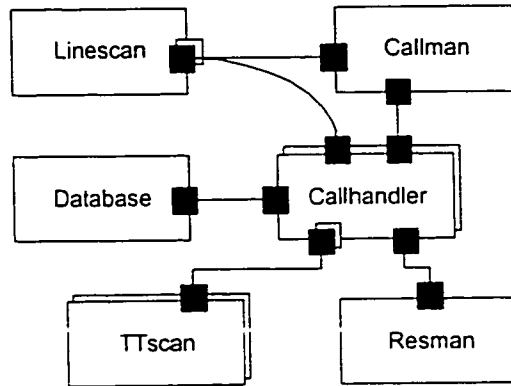 Linescan
Callman
Database
Callhandler
TTscan
Resman